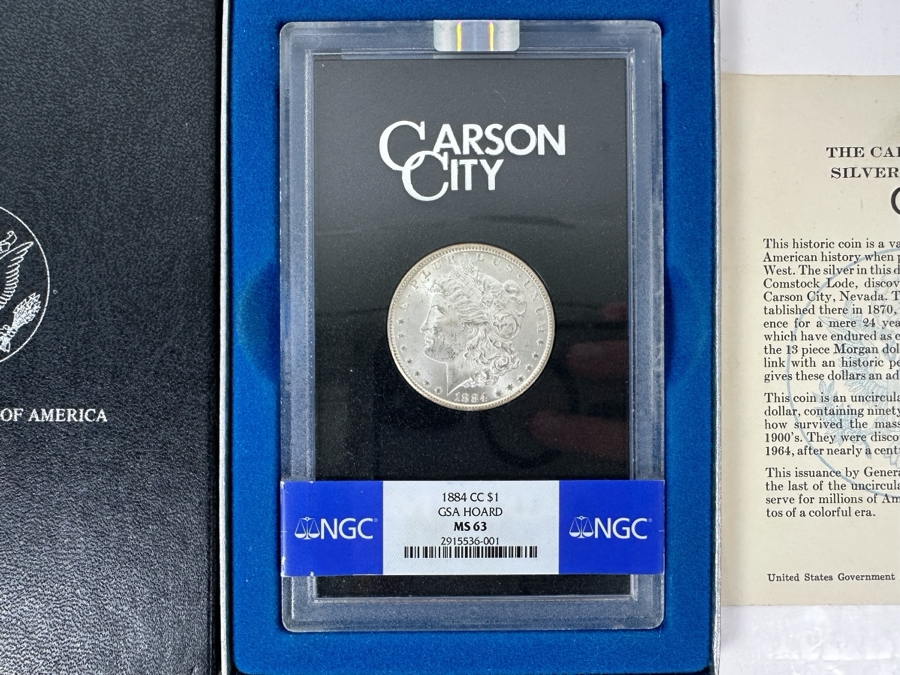 OF AMERICA
CARSON
CITY
PLURIBUS UNUM
1884
NGC
1884 CC $1
GSA HOARD
MS 63
2915536-001
NGC
THE CA
SILVER
This historic coin is a va
American history when p
West. The silver in this d
Comstock Lode, discov
Carson City, Nevada. T
tablished there in 1870,
ence for a mere 24 yea
which have endured as e
the 13 piece Morgan dol
link with an historic pe
gives these dollars an ad
This coin is an uncircula
dollar, containing ninety
how survived the mass
1900's. They were disco
1964, after nearly a cent
This issuance by Genera
the last of the uncircula
serve for millions of Am
tos of a colorful era.
United States Government